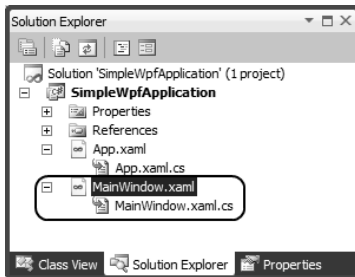 Solution Explorer
Solution 'SimpleWpfApplication' (1 project)
SimpleWpfApplication
Properties
References
App.xaml
App.xaml.cs
MainWindow.xaml
MainWindow.xaml.cs
Class View Solution Explorer Properties